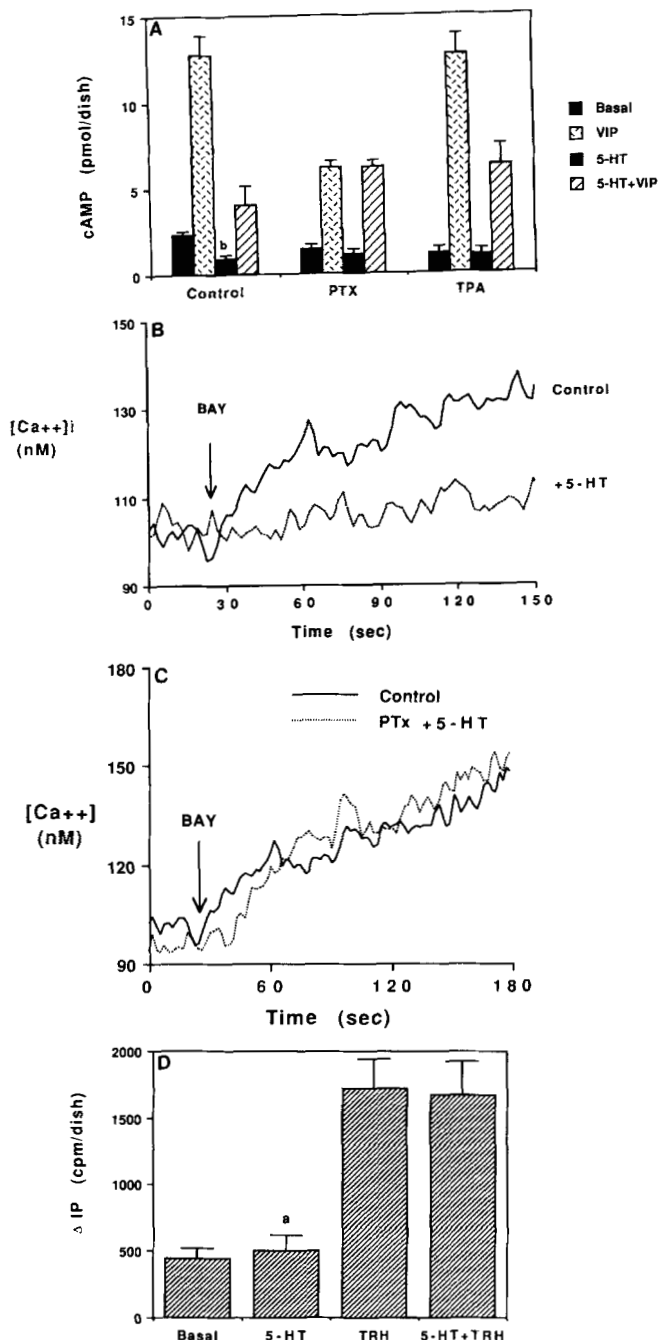 A
15
10
5
0
cAMP (pmol/dish)
b
Control PTX TPA
Basal
VIP
5-HT
5-HT+VIP
B
150
130
110
90
[Ca++]i
(nM)
BAY
Control
+5-HT
0 30 60 90 120 150
Time (sec)
C
180
150
120
90
[Ca++]
(nM)
Control
PTx +5-HT
BAY
0 60 120 180
Time (sec)
D
2000
1500
1000
500
0
Δ IP (cpm/dish)
a
Basal 5-HT TRH 5-HT+TRH